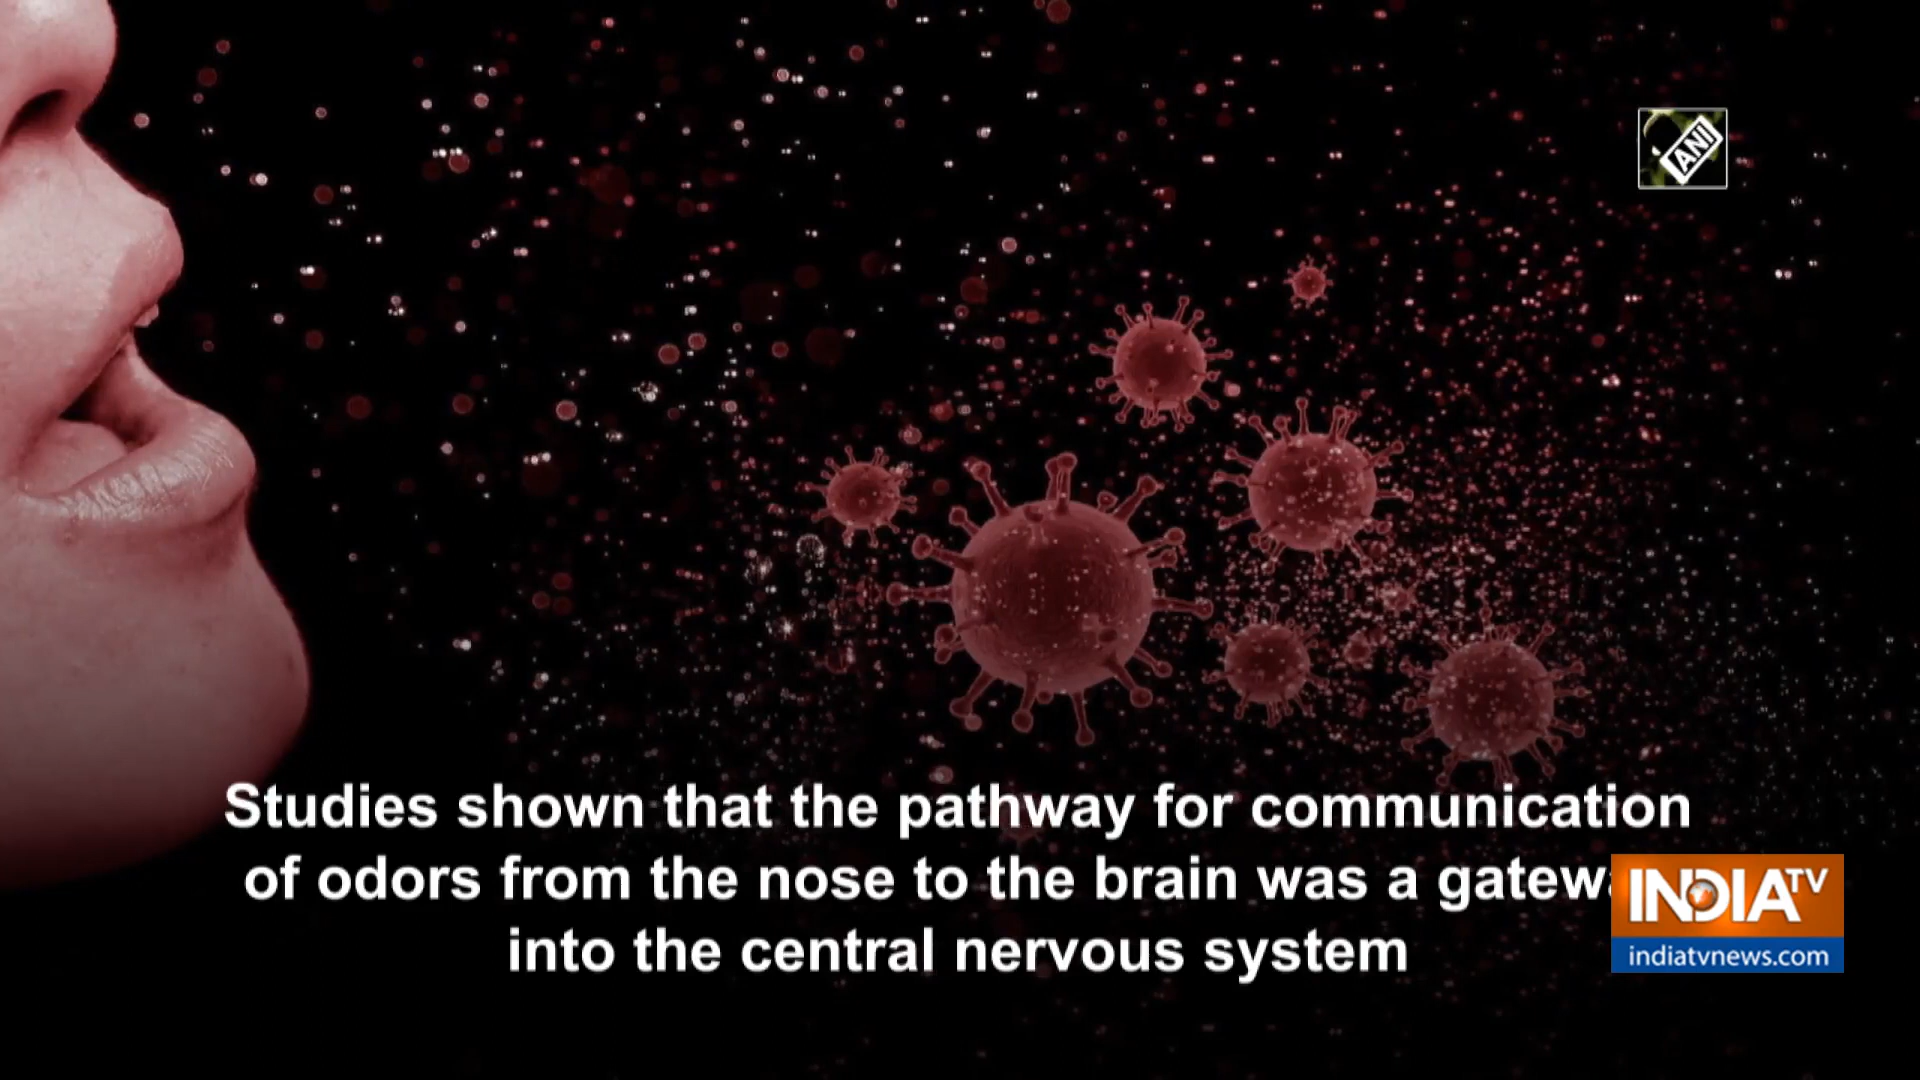 ANI
Studies shown that the pathway for communication
of odors from the nose to the brain was a
into the central nervous system
INDIA TV
indiatvnews.com